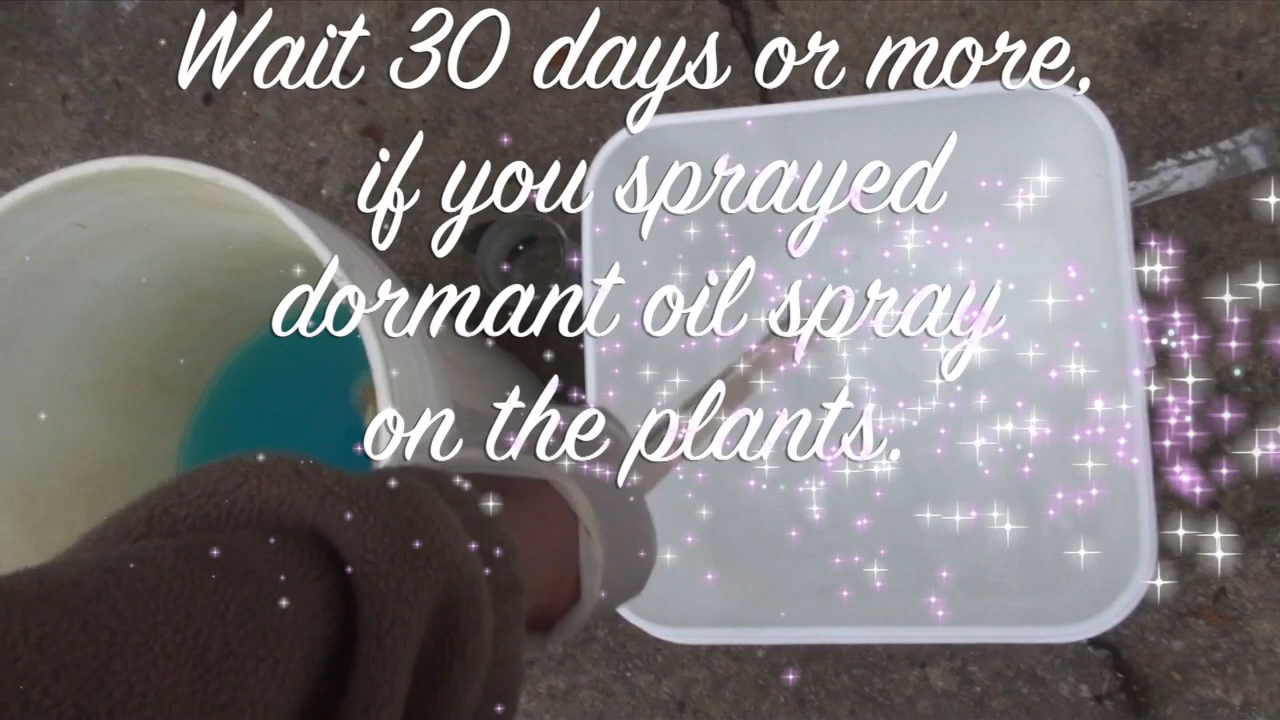 Wait 30 days or more,
if you sprayed
dormant oil spray
on the plants.